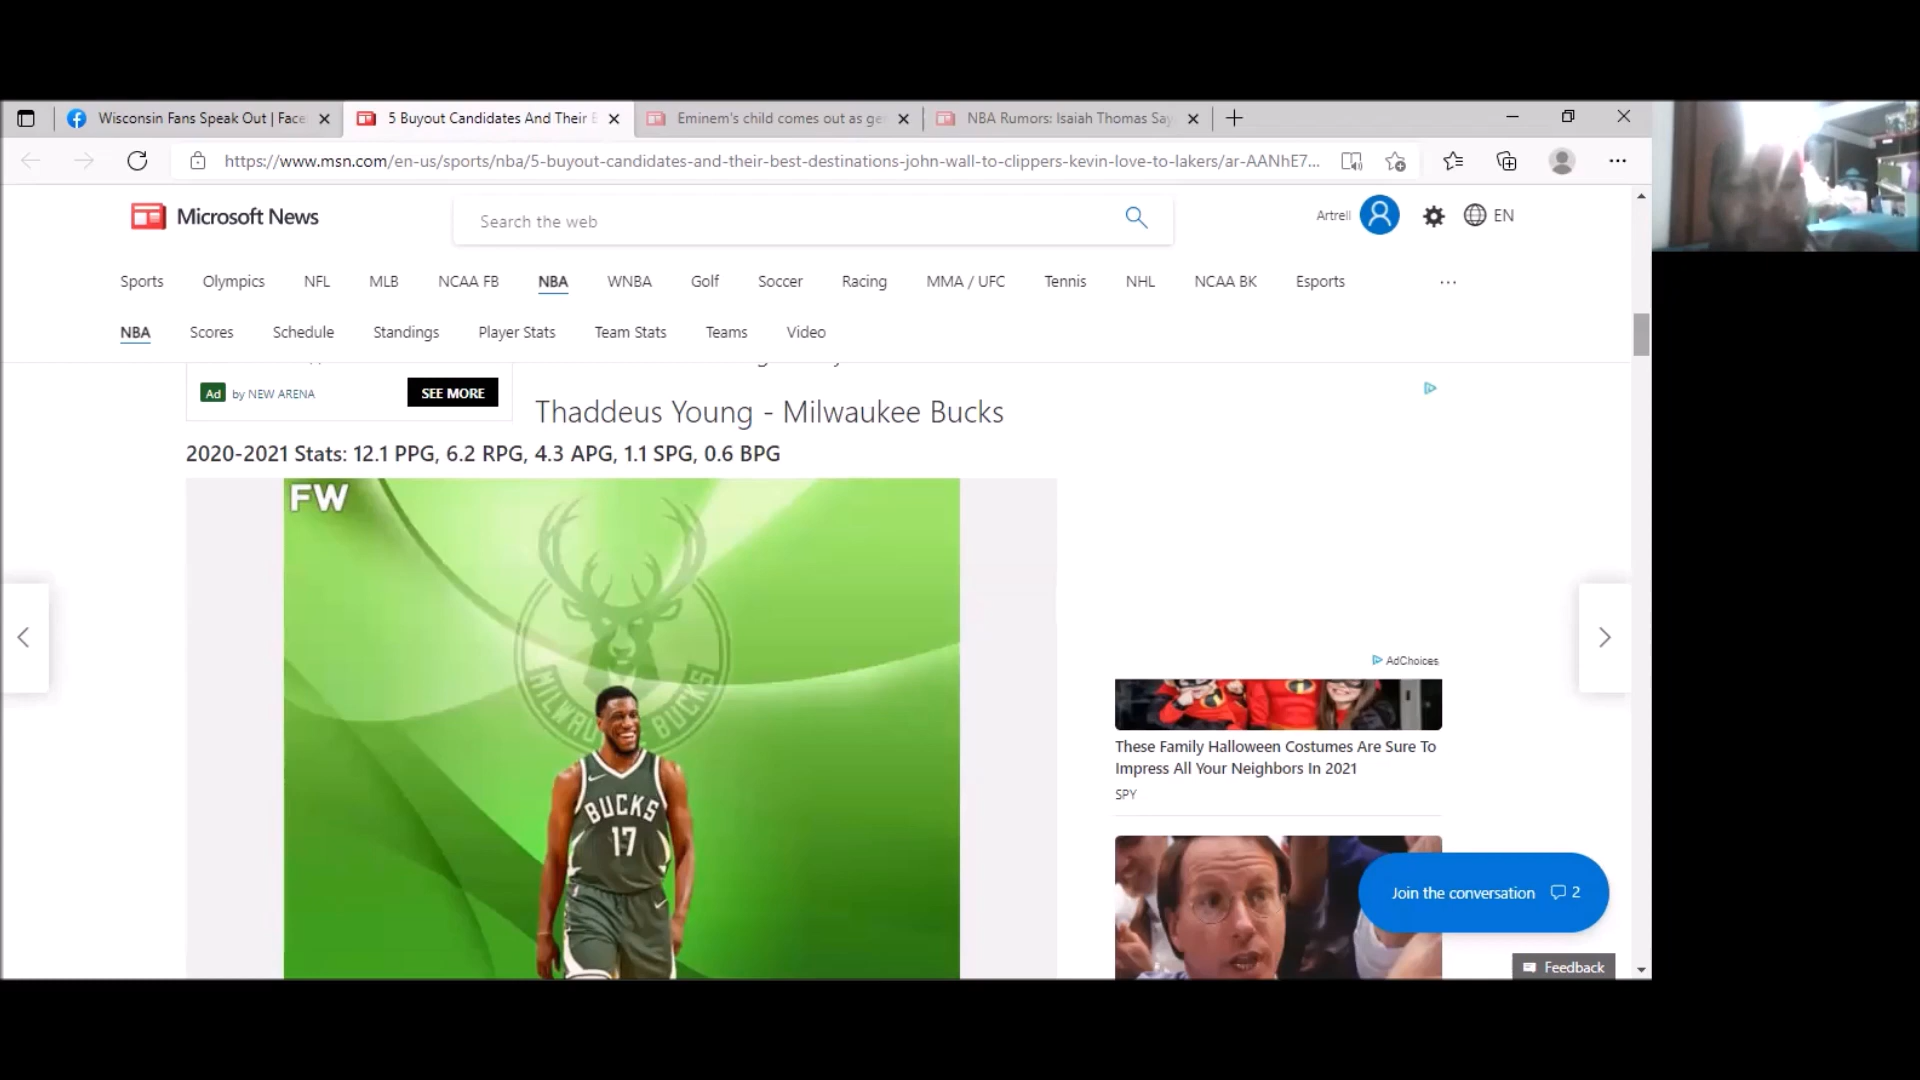 Wisconsin Fans Speak Out | Face
5 Buyout Candidates And Their B
Eminem's child comes out as ge
NBA Rumors: Isaiah Thomas Say
https://www.msn.com/en-us/sports/nba/5-buyout-candidates-and-their-best-destinations-john-wall-to-clippers-kevin-love-to-lakers/ar-AANhE7...
Microsoft News
Search the web
Artrell
EN
Sports Olympics NFL MLB NCAA FB NBA WNBA Golf Soccer Racing MMA / UFC Tennis NHL NCAA BK Esports ...
NBA Scores Schedule Standings Player Stats Team Stats Teams Video
Ad by NEW ARENA
SEE MORE
Thaddeus Young - Milwaukee Bucks
2020-2021 Stats: 12.1 PPG, 6.2 RPG, 4.3 APG, 1.1 SPG, 0.6 BPG
FW
MILWAUKEE BUCKS
BUCKS
17
AdChoices
These Family Halloween Costumes Are Sure To
Impress All Your Neighbors In 2021
SPY
Join the conversation 2
Feedback